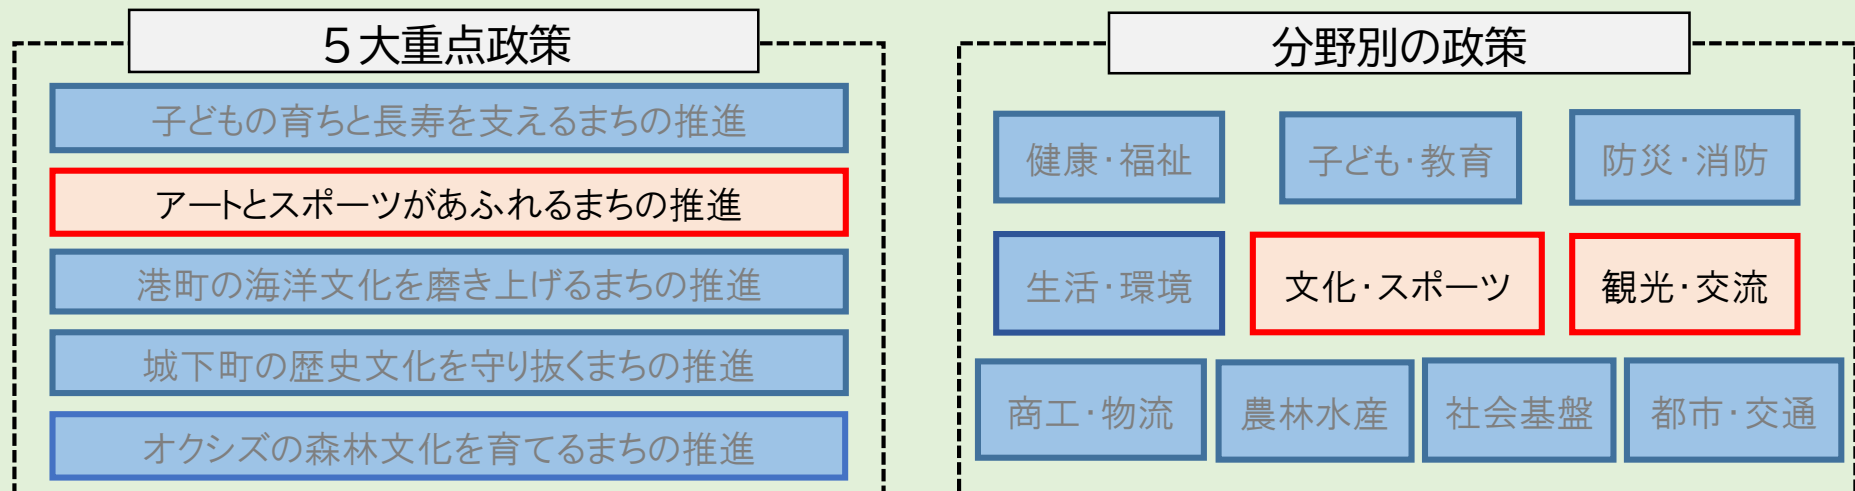 5大重点政策
子どもの育ちと長寿を支えるまちの推進
アートとスポーツがあふれるまちの推進
港町の海洋文化を磨き上げるまちの推進
城下町の歴史文化を守り抜くまちの推進
オクシズの森林文化を育てるまちの推進
分野別の政策
健康・福祉
子ども・教育
防災・消防
生活・環境
文化・スポーツ
観光・交流
商工・物流
農林水産
社会基盤
都市・交通